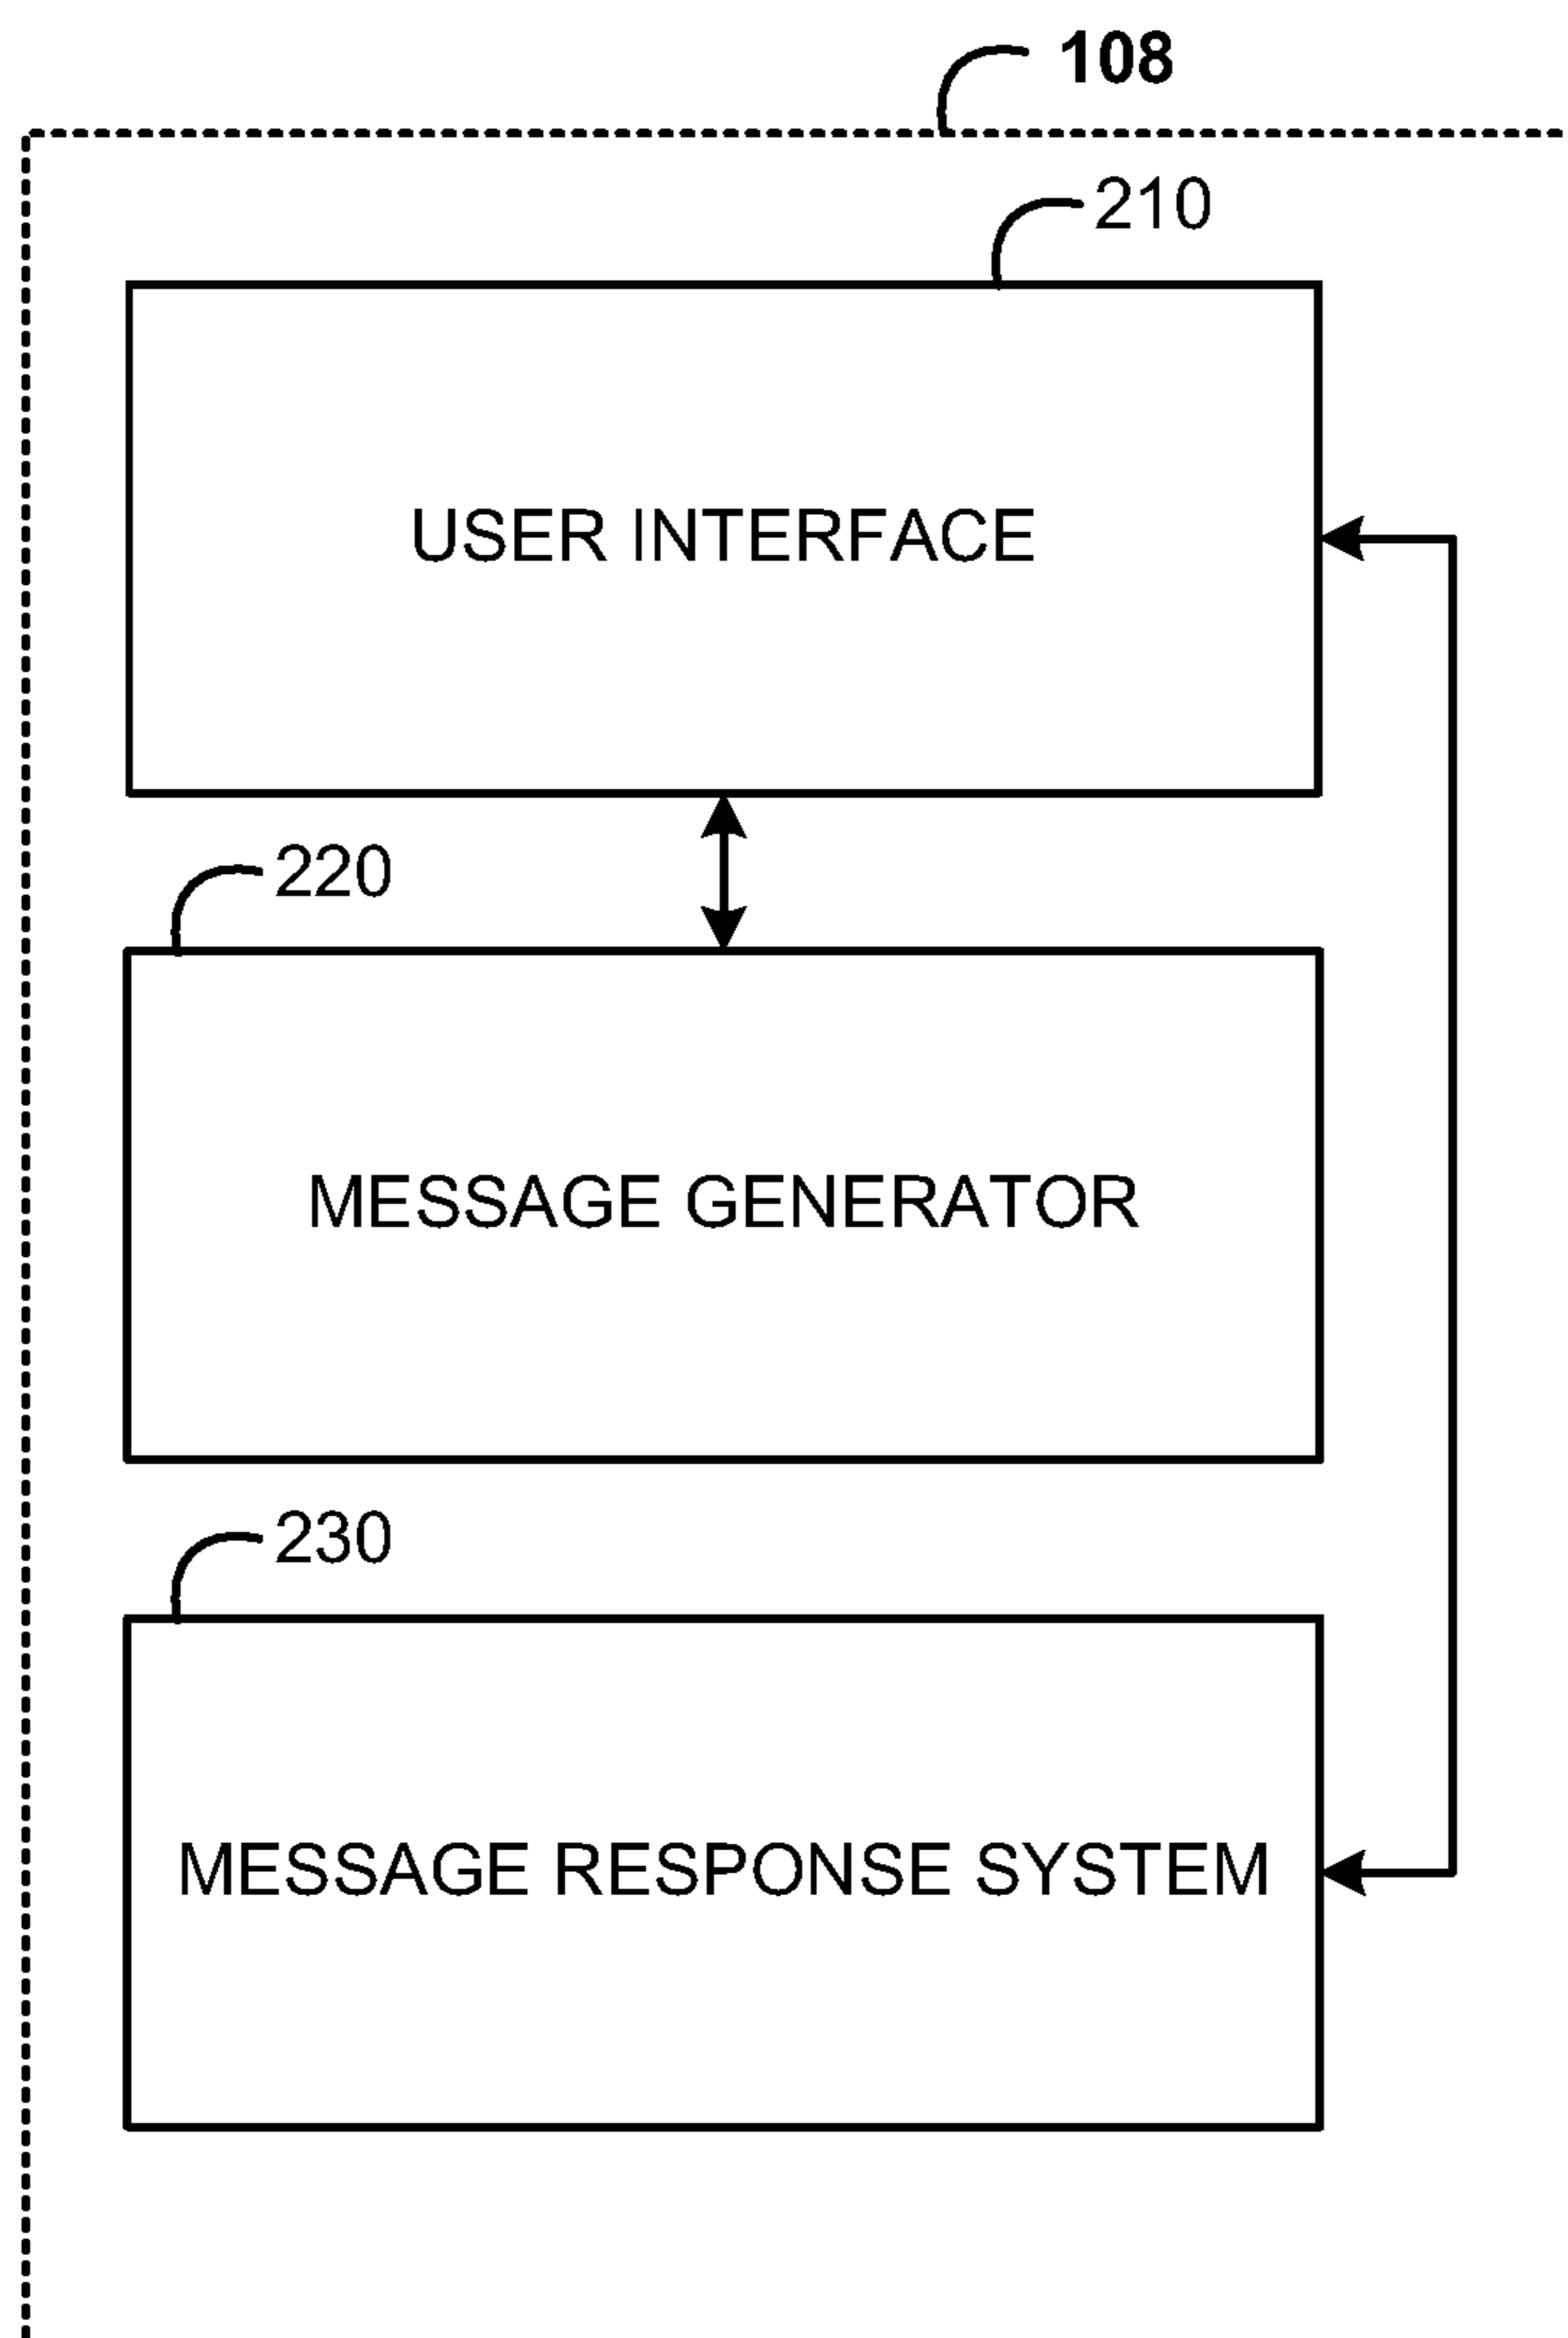 108
210
USER INTERFACE
220
MESSAGE GENERATOR
230
MESSAGE RESPONSE SYSTEM